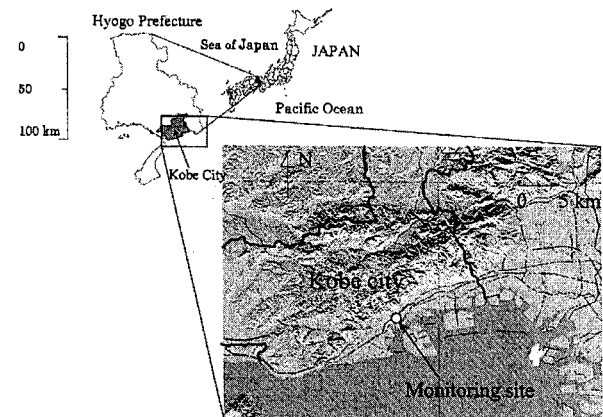 Hyogo Prefecture
0
Sea of Japan
JAPAN
50
Pacific Ocean
100 km
Kobe City
N
0 5 km
Kobe city
Monitoring site